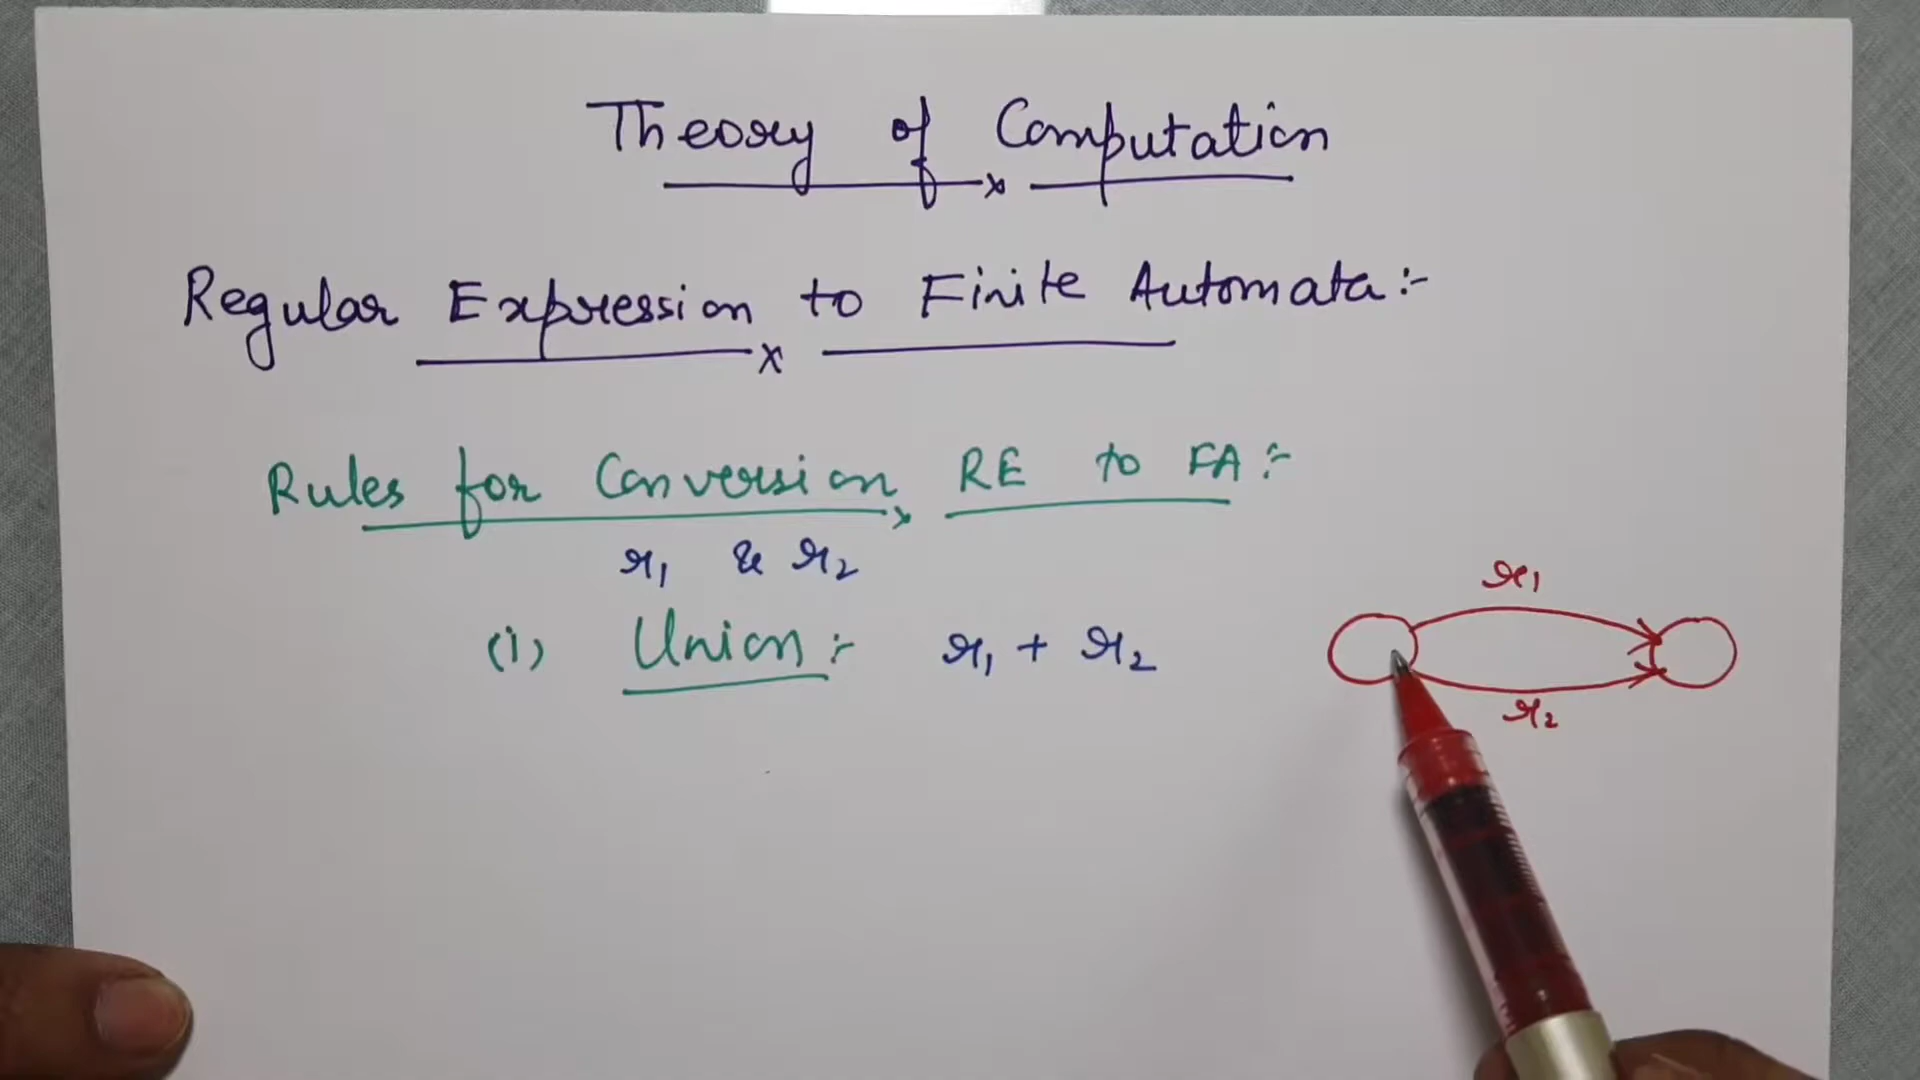 Theory of Computation
Regular Expression to Finite Automata:-
Rules for Conversion RE to FA:-
r₁ & r₂
(i) Union:- r₁ + r₂
r₁
r₂